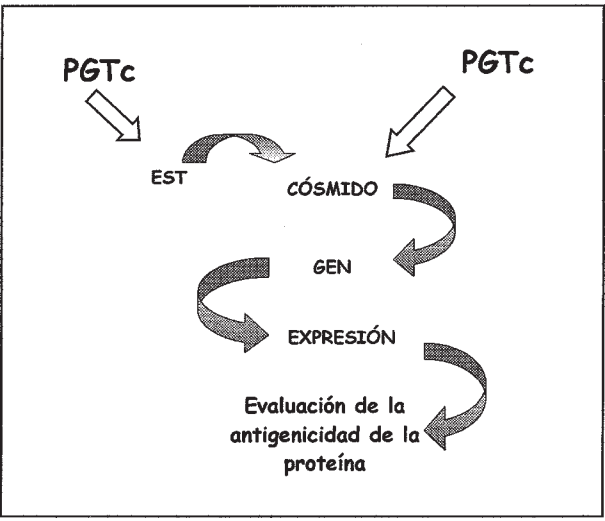 PGTc
PGTc
EST
CÓSMIDO
GEN
EXPRESIÓN
Evaluación de la
antigenicidad de la
proteína